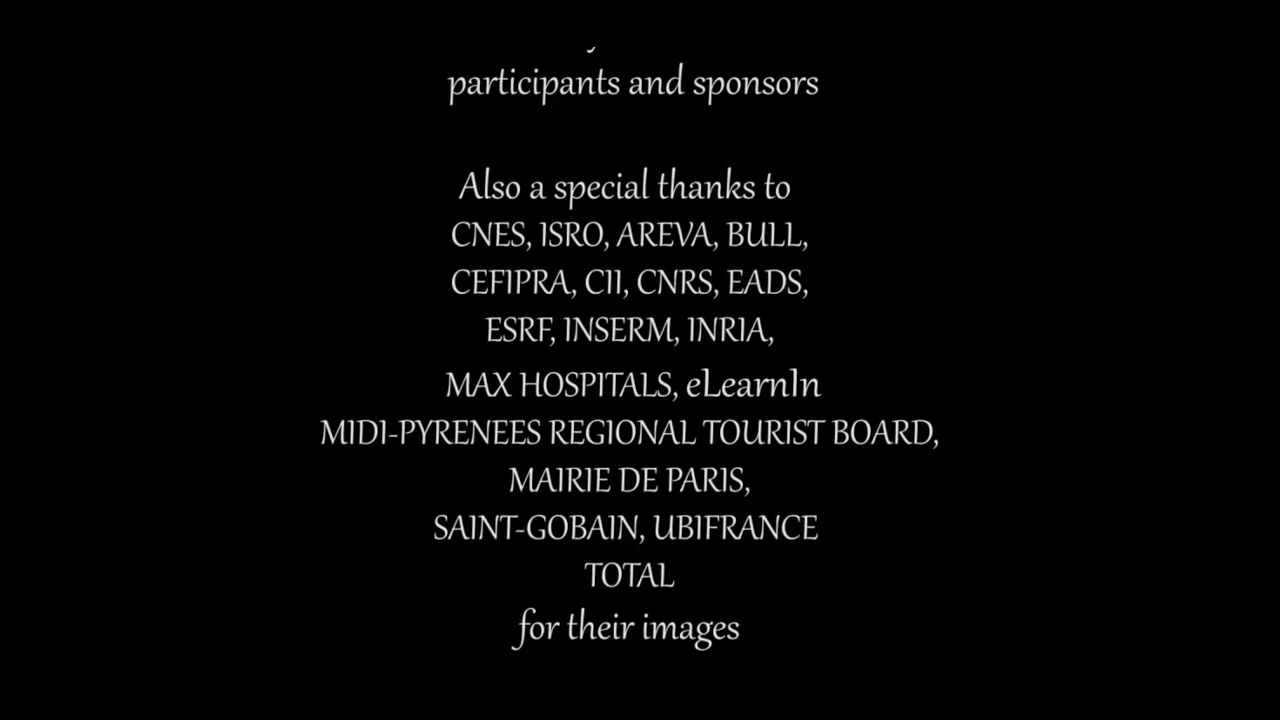 participants and sponsors
Also a special thanks to
CNES, ISRO, AREVA, BULL,
CEFIPRA, CII, CNRS, EADS,
ESRF, INSERM, INRIA,
MAX HOSPITALS, eLearnIn
MIDI-PYRENEES REGIONAL TOURIST BOARD,
MAIRIE DE PARIS,
SAINT-GOBAIN, UBIFRANCE
TOTAL
for their images